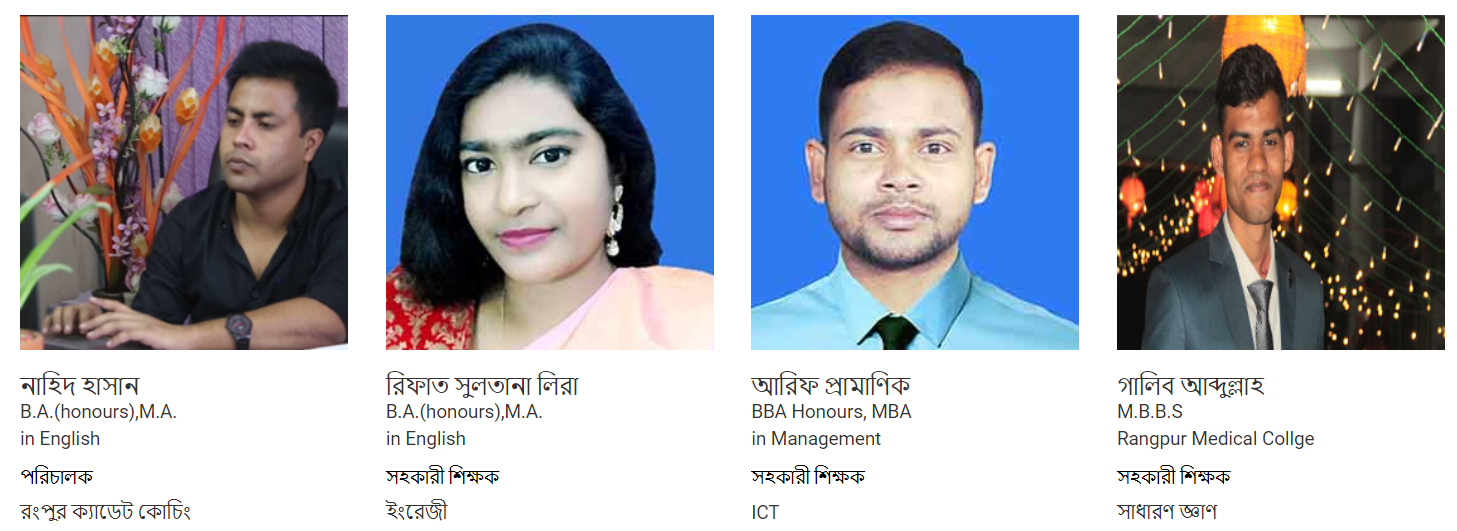 নাহিদ হাসান
B.A.(honours),M.A.
in English
পরিচালক
রংপুর ক্যাডেট কোচিং
রিফাত সুলতানা লিরা
B.A.(honours),M.A.
in English
সহকারী শিক্ষক
ইংরেজী
আরিফ প্রামাণিক
BBA Honours, MBA
in Management
সহকারী শিক্ষক
ICT
গালিব আব্দুল্লাহ
M.B.B.S
Rangpur Medical Collge
সহকারী শিক্ষক
সাধারণ জ্ঞাণ